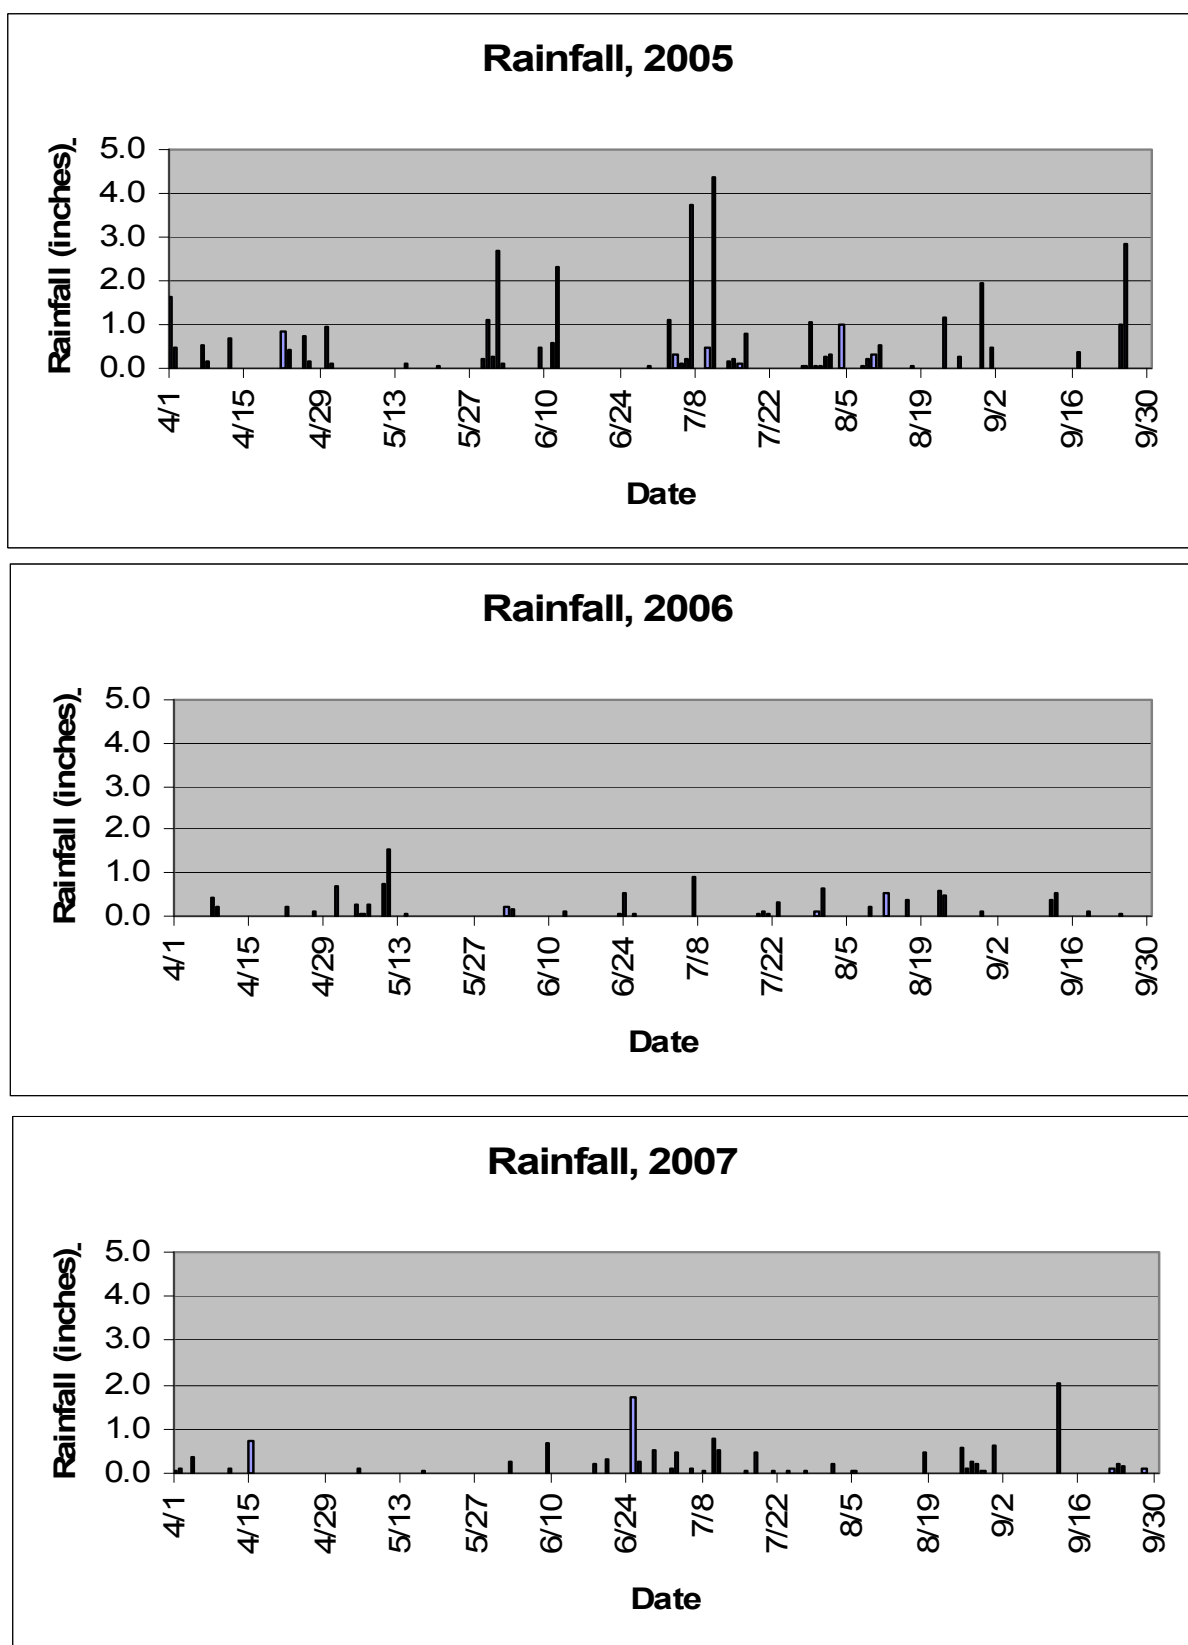 Rainfall, 2005
Rainfall (inches)
5.0
4.0
3.0
2.0
1.0
0.0
4/1 4/15 4/29 5/13 5/27 6/10 6/24 7/8 7/22 8/5 8/19 9/2 9/16 9/30
Date
Rainfall, 2006
Rainfall (inches)
5.0
4.0
3.0
2.0
1.0
0.0
4/1 4/15 4/29 5/13 5/27 6/10 6/24 7/8 7/22 8/5 8/19 9/2 9/16 9/30
Date
Rainfall, 2007
Rainfall (inches)
5.0
4.0
3.0
2.0
1.0
0.0
4/1 4/15 4/29 5/13 5/27 6/10 6/24 7/8 7/22 8/5 8/19 9/2 9/16 9/30
Date